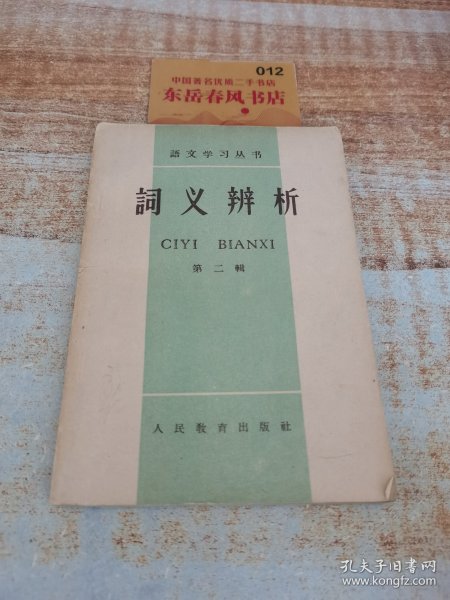 012
中国著名优质二手书店
东岳春风书店
語文学习丛书
詞义辨析
CIYI BIANXI
第二輯
人民教育出版社
孔夫子旧书网
www.kongfz.com